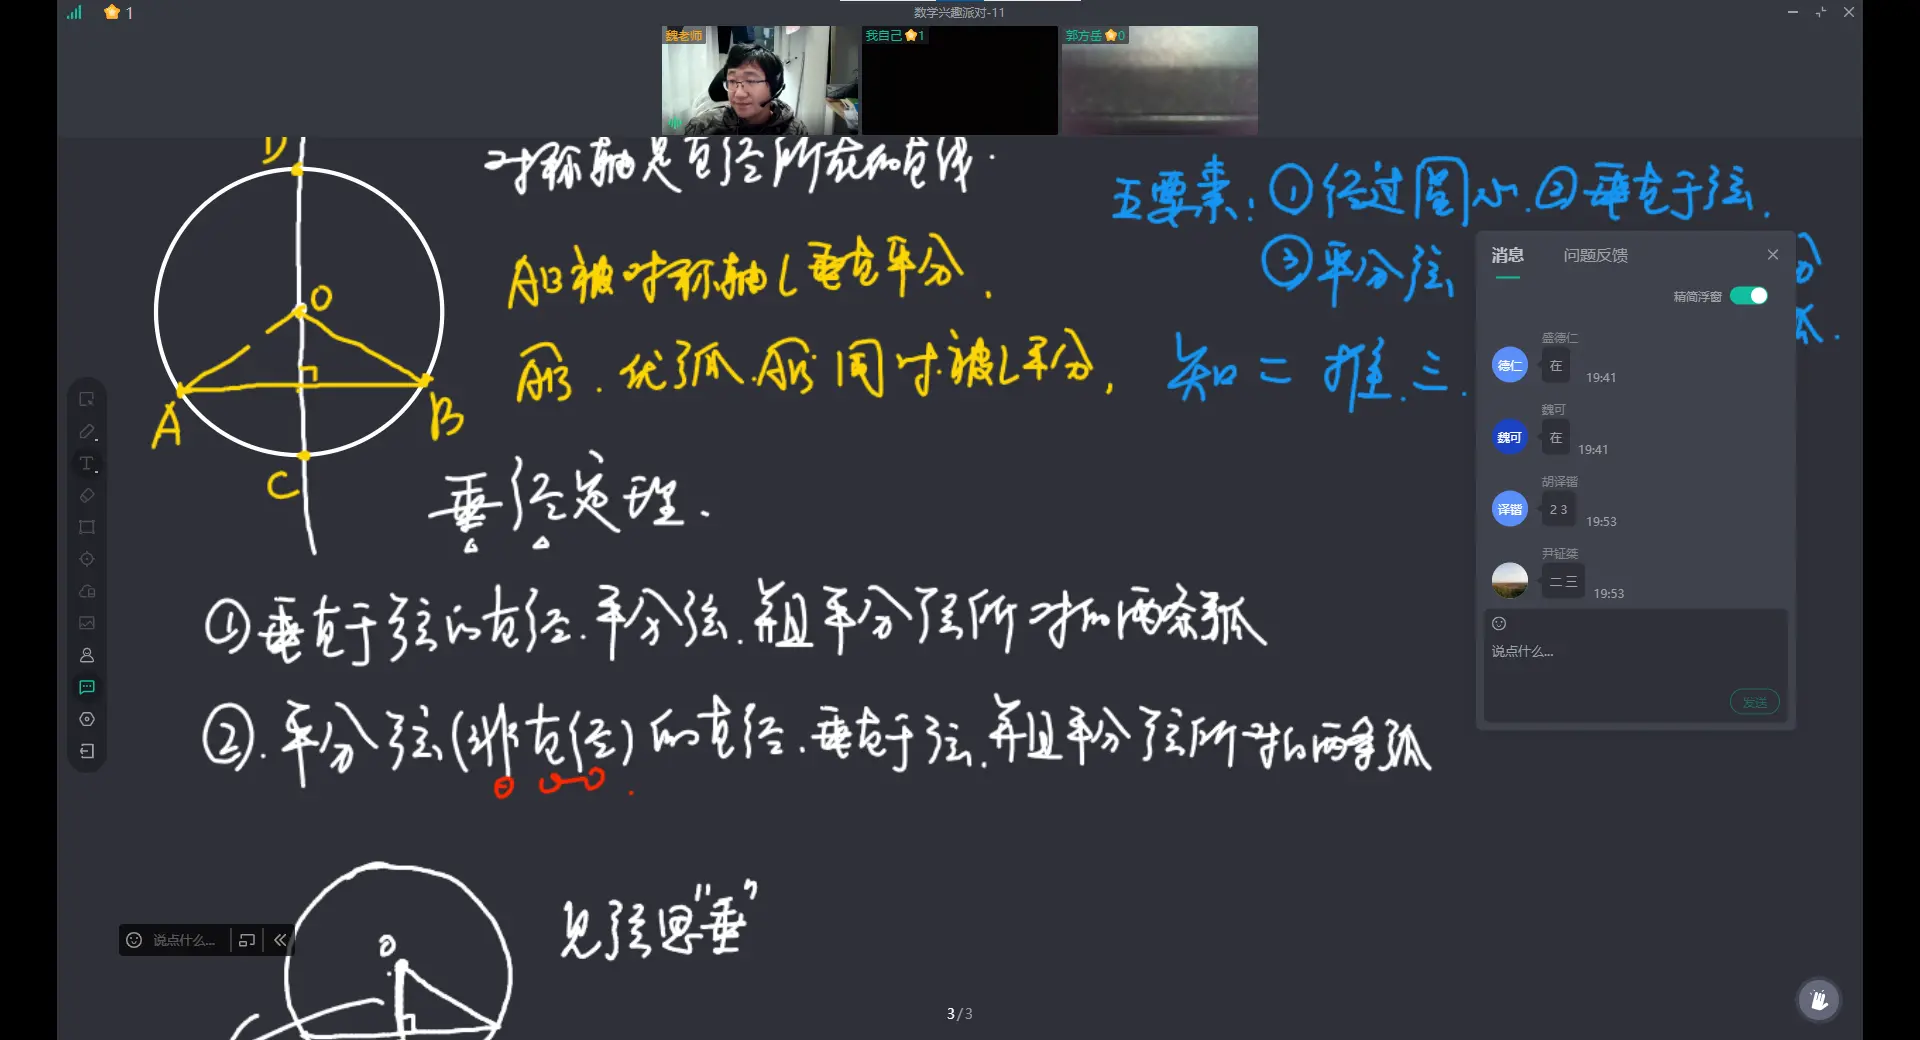 1
数学兴趣派对-11
魏老师
我自己 1
郭方岳 0
D
对称轴是直径所在的直线.
五要素: ①经过圆心. ②垂直于弦.
③平分弦
AB被对称轴L垂直平分.
O
AB. 优弧.AB 同时.被L平分,
知二推.三.
A
B
C
垂径定理.
①垂直于弦的直径.平分弦.并且平分弦所对的两条弧
②.平分弦(非直径)的直径.垂直于弦.并且平分弦所对的两条弧
O
见弦思"垂"
消息
问题反馈
精简浮窗
盛德仁
德仁
在
19:41
魏可
魏可
在
19:41
胡译锴
译锴
2 3
19:53
尹钲桀
二 三
19:53
说点什么...
发送
说点什么...
3/3